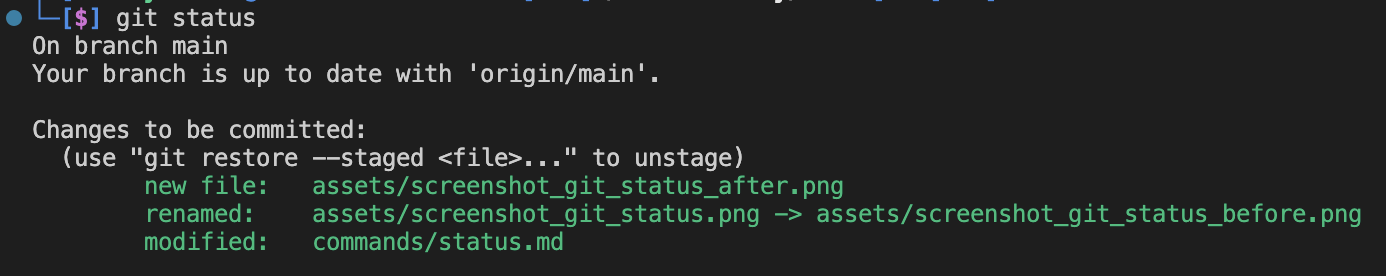 └─[$] git status
On branch main
Your branch is up to date with 'origin/main'.
Changes to be committed:
(use "git restore --staged <file>..." to unstage)
new file:   assets/screenshot_git_status_after.png
renamed:    assets/screenshot_git_status.png -> assets/screenshot_git_status_before.png
modified:   commands/status.md